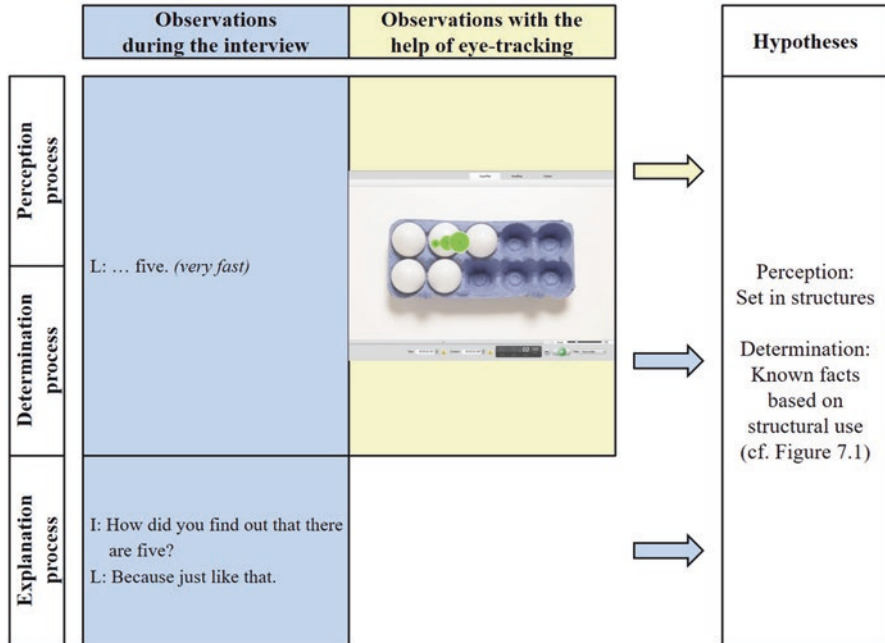 Observations
during the interview
Observations with the
help of eye-tracking
Hypotheses
Perception
process
L: … five. (very fast)
Determination
process
Perception:
Set in structures
Determination:
Known facts
based on
structural use
(cf. Figure 7.1)
Explanation
process
I: How did you find out that there
are five?
L: Because just like that.